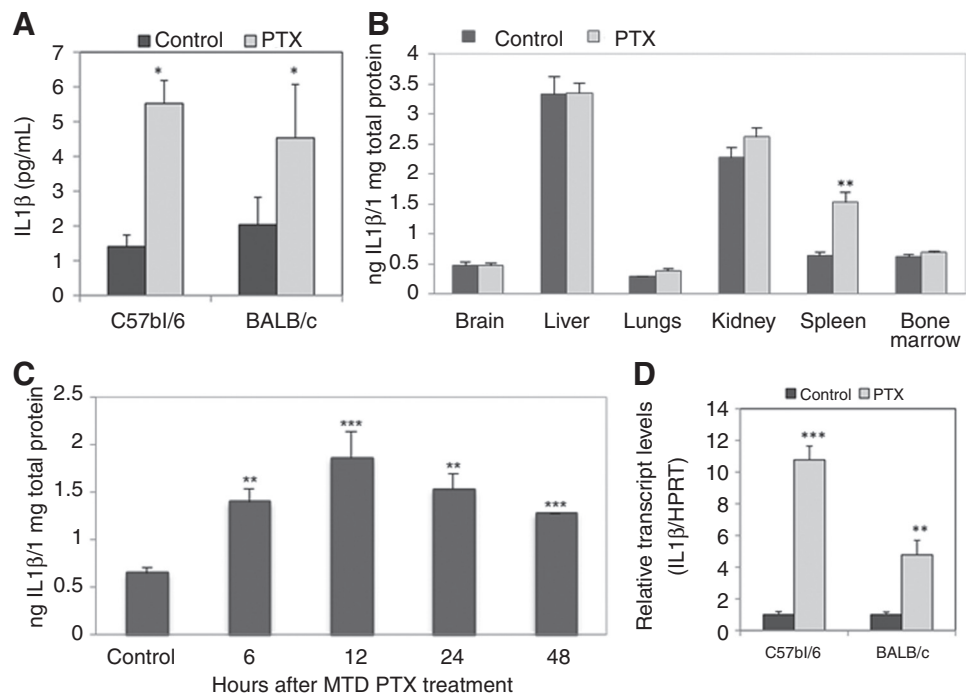 A
Control PTX
IL1β (pg/mL)
7
6
5
4
3
2
1
0
*
*
C57bl/6 BALB/c
B
Control PTX
ng IL1β/1 mg total protein
4
3.5
3
2.5
2
1.5
1
0.5
0
**
Brain Liver Lungs Kidney Spleen Bone
marrow
C
ng IL1β/1 mg total protein
2.5
2
1.5
1
0.5
0
**
***
**
***
Control 6 12 24 48
Hours after MTD PTX treatment
D
Control PTX
Relative transcript levels
(IL1β/HPRT)
14
12
10
8
6
4
2
0
***
**
C57bl/6 BALB/c